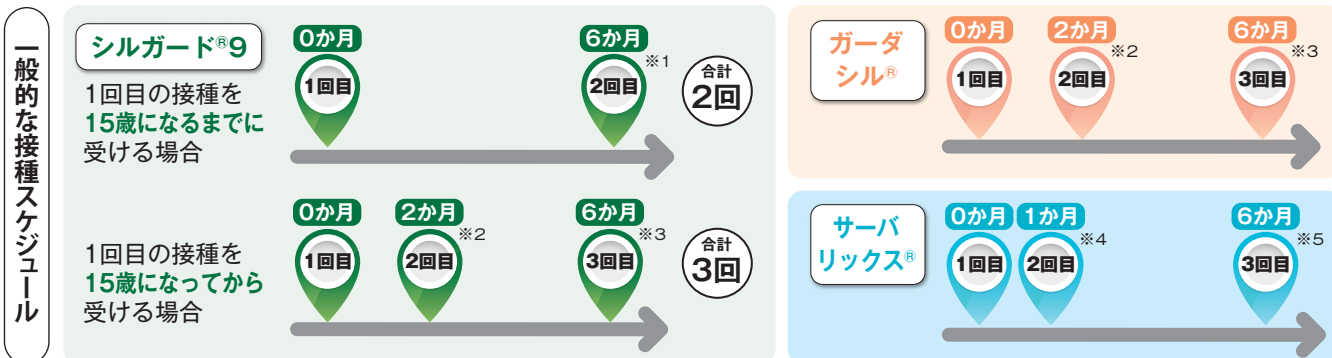 一般的な接種スケジュール
シルガード®9
1回目の接種を
15歳になるまでに
受ける場合
0か月
1回目
6か月
2回目
※1
合計
2回
1回目の接種を
15歳になってから
受ける場合
0か月
1回目
2か月
2回目
※2
6か月
3回目
※3
合計
3回
ガーダ
シル®
0か月
1回目
2か月
2回目
※2
6か月
3回目
※3
サーバ
リックス®
0か月
1回目
1か月
2回目
※4
6か月
3回目
※5